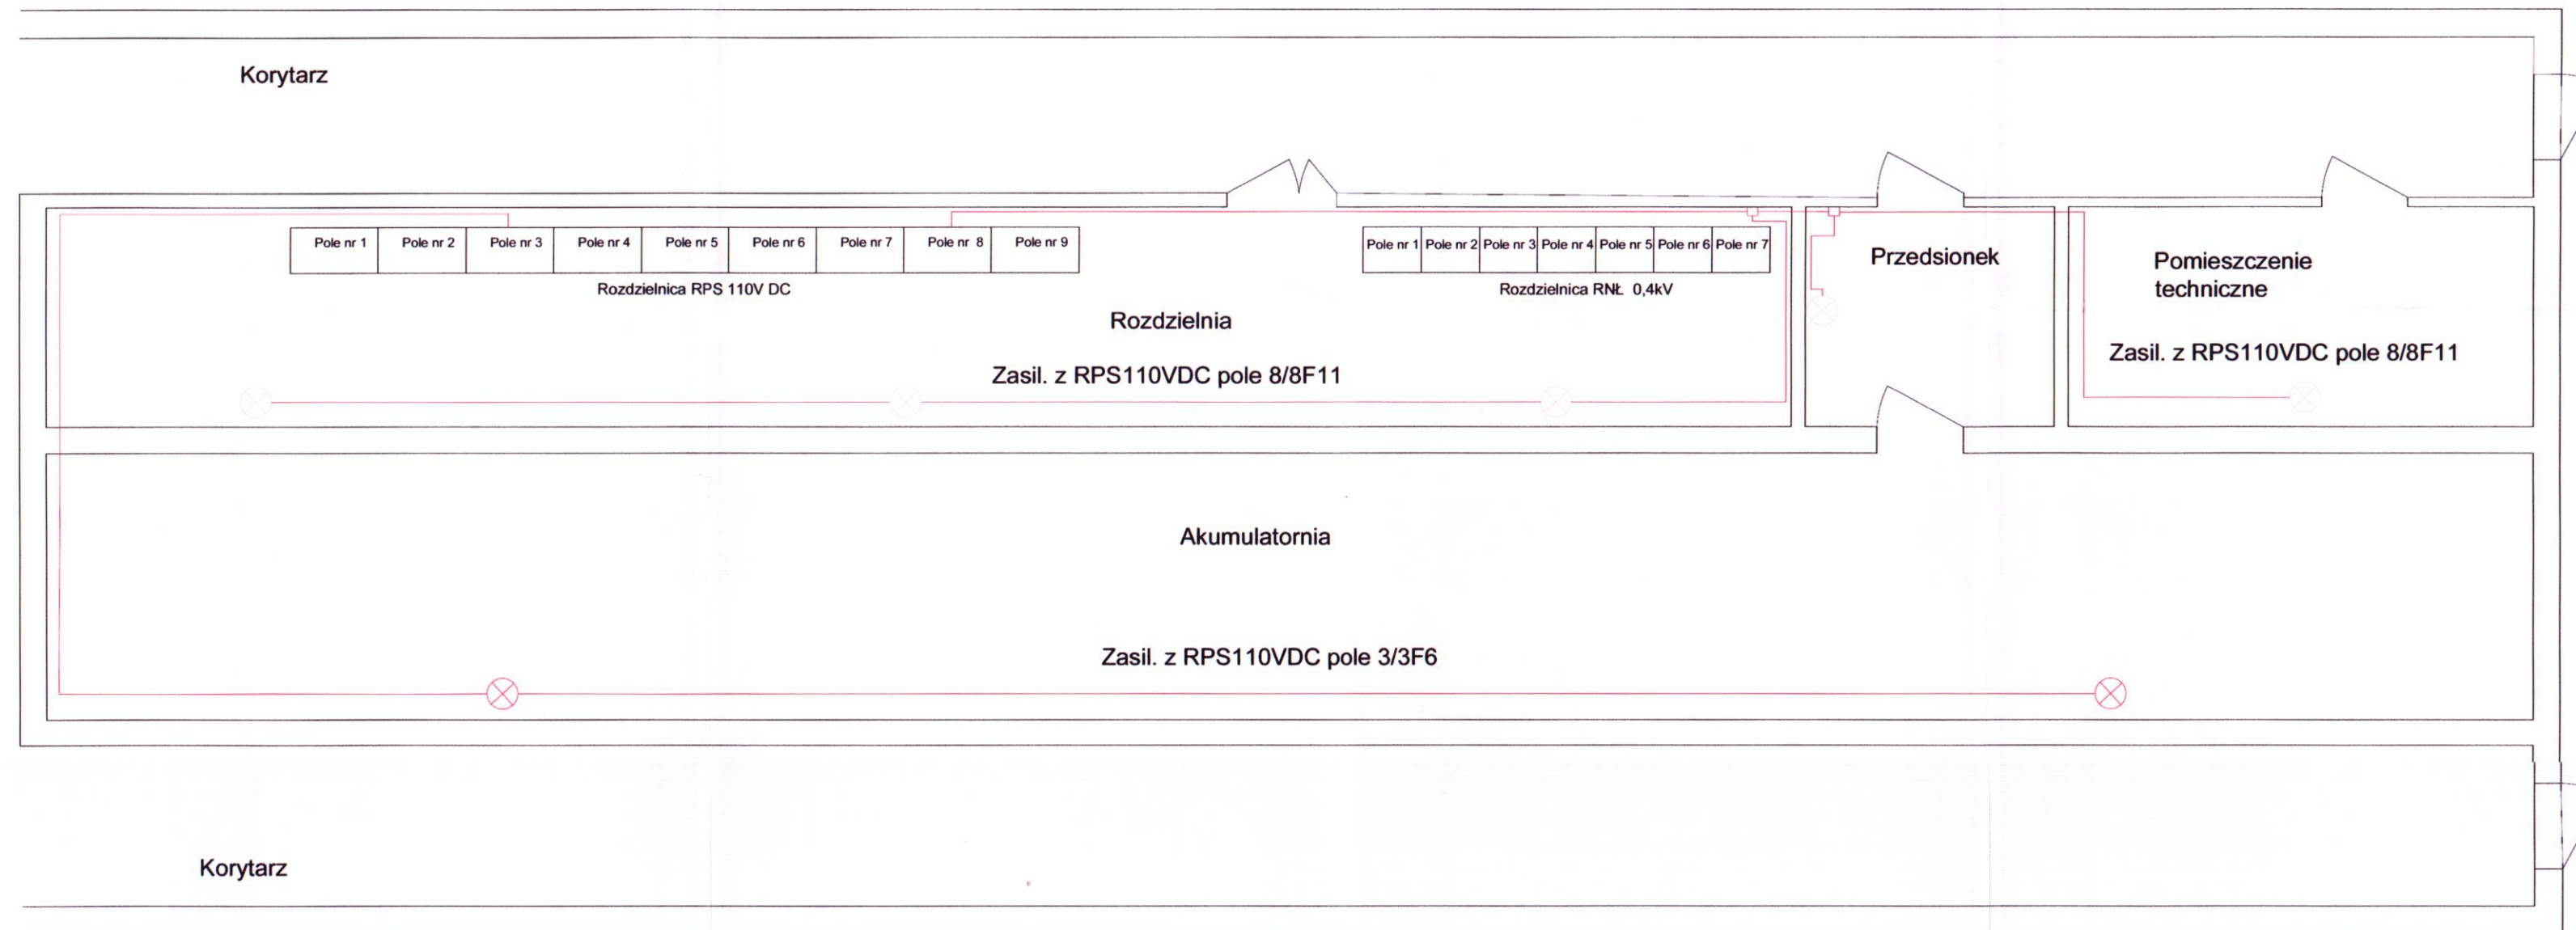 Korytarz
Pole nr 1
Pole nr 2
Pole nr 3
Pole nr 4
Pole nr 5
Pole nr 6
Pole nr 7
Pole nr 8
Pole nr 9
Rozdzielnica RPS 110V DC
Pole nr 1
Pole nr 2
Pole nr 3
Pole nr 4
Pole nr 5
Pole nr 6
Pole nr 7
Rozdzielnica RNŁ 0,4kV
Rozdzielnia
Zasil. z RPS110VDC pole 8/8F11
Przedsionek
Pomieszczenie
techniczne
Zasil. z RPS110VDC pole 8/8F11
Akumulatornia
Zasil. z RPS110VDC pole 3/3F6
Korytarz